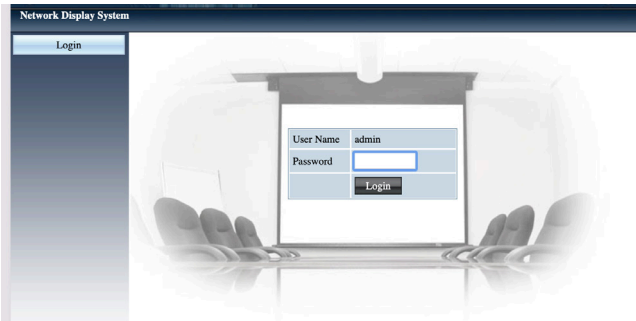 Network Display System
Login
User Name admin
Password
Login